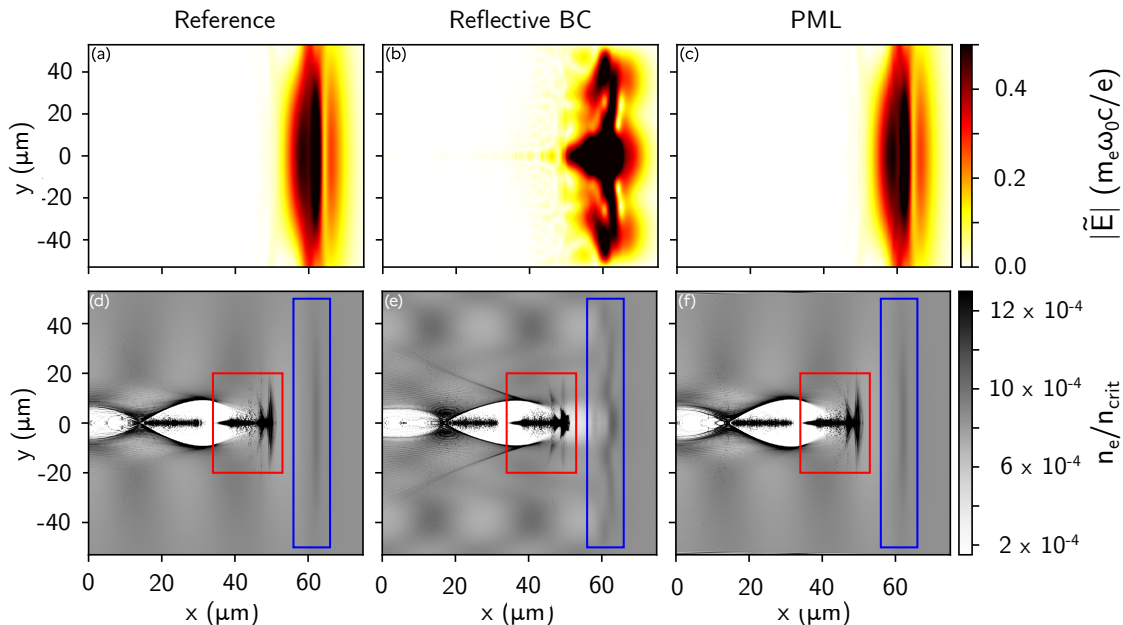 Reference Reflective BC PML
(a) (b) (c)
40
20
0
-20
-40
y (μm)
0.4
0.2
0.0
|Ẽ| (mₑω₀c/e)
(d) (e) (f)
40
20
0
-20
-40
y (μm)
12 x 10⁻⁴
10 x 10⁻⁴
6 x 10⁻⁴
2 x 10⁻⁴
nₑ/n_crit
0 20 40 60 0 20 40 60 0 20 40 60
x (μm) x (μm) x (μm)